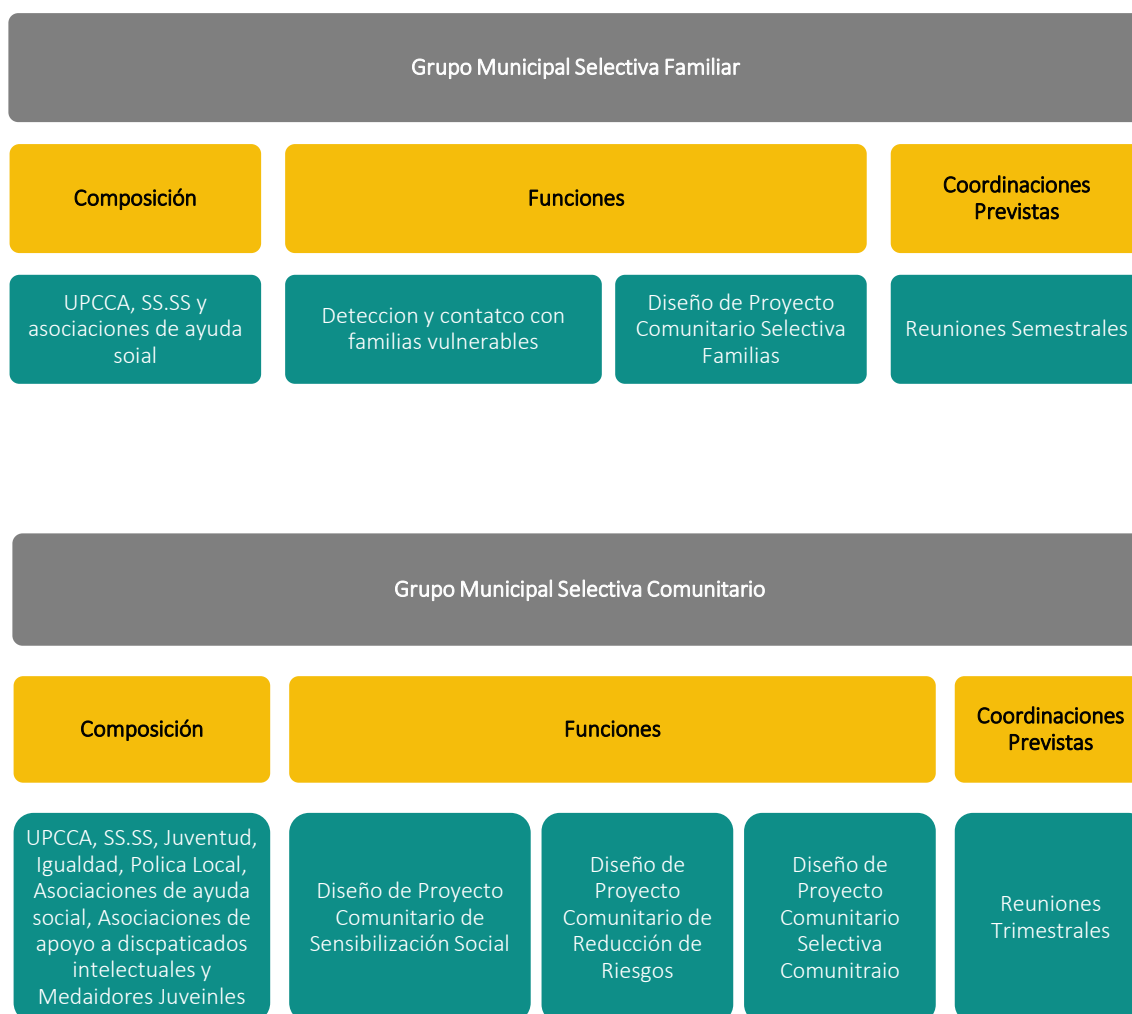 Grupo Municipal Selectiva Familiar
Composición
Funciones
Coordinaciones
Previstas
UPCCA, SS.SS y
asociaciones de ayuda
soial
Deteccion y contatco con
familias vulnerables
Diseño de Proyecto
Comunitario Selectiva
Familias
Reuniones Semestrales
Grupo Municipal Selectiva Comunitario
Composición
Funciones
Coordinaciones
Previstas
UPCCA, SS.SS, Juventud,
Igualdad, Polica Local,
Asociaciones de ayuda
social, Asociaciones de
apoyo a discpaticados
intelectuales y
Medaidores Juveinles
Diseño de Proyecto
Comunitario de
Sensibilización Social
Diseño de
Proyecto
Comunitario de
Reducción de
Riesgos
Diseño de
Proyecto
Comunitario
Selectiva
Comunitraio
Reuniones
Trimestrales